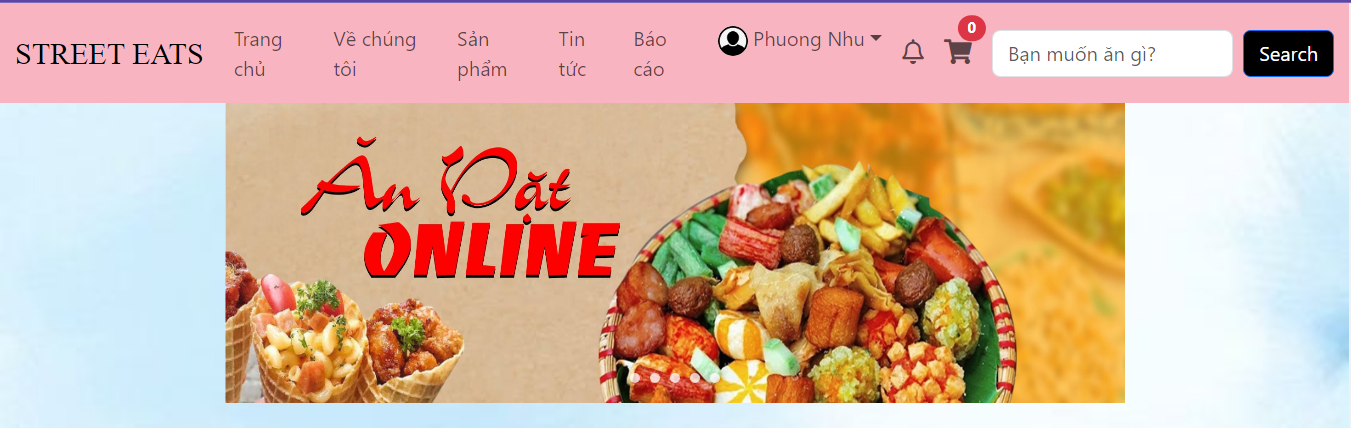 STREET EATS
Trang
chủ
Về chúng
tôi
Sản
phẩm
Tin
tức
Báo
cáo
Phuong Nhu
0
Bạn muốn ăn gì?
Search
Ăn Vặt
ONLINE